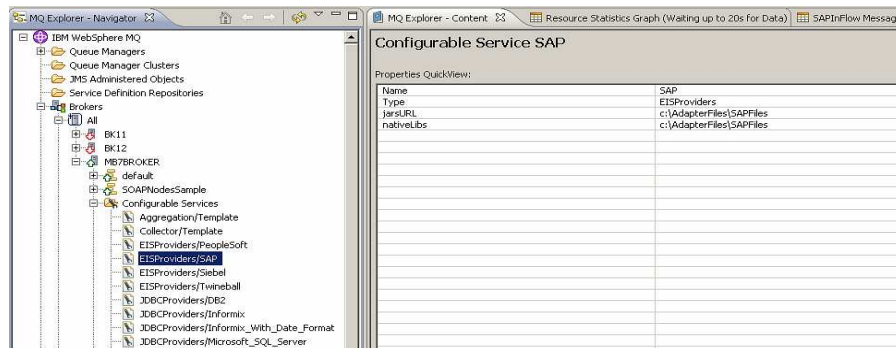 MQ Explorer - Navigator
IBM WebSphere MQ
Queue Managers
Queue Manager Clusters
JMS Administered Objects
Service Definition Repositories
Brokers
All
BK11
BK12
MB7BROKER
default
SOAPNodesSample
Configurable Services
Aggregation/Template
Collector/Template
EISProviders/PeopleSoft
EISProviders/SAP
EISProviders/Siebel
EISProviders/Twineball
JDBCProviders/DB2
JDBCProviders/Informix
JDBCProviders/Informix_With_Date_Format
JDBCProviders/Microsoft_SQL_Server
MQ Explorer - Content
Resource Statistics Graph (Waiting up to 20s for Data)
SAPInFlow Messag
Configurable Service SAP
Properties QuickView:
Name SAP
Type EISProviders
jarsURL c:\AdapterFiles\SAPFiles
nativeLibs c:\AdapterFiles\SAPFiles